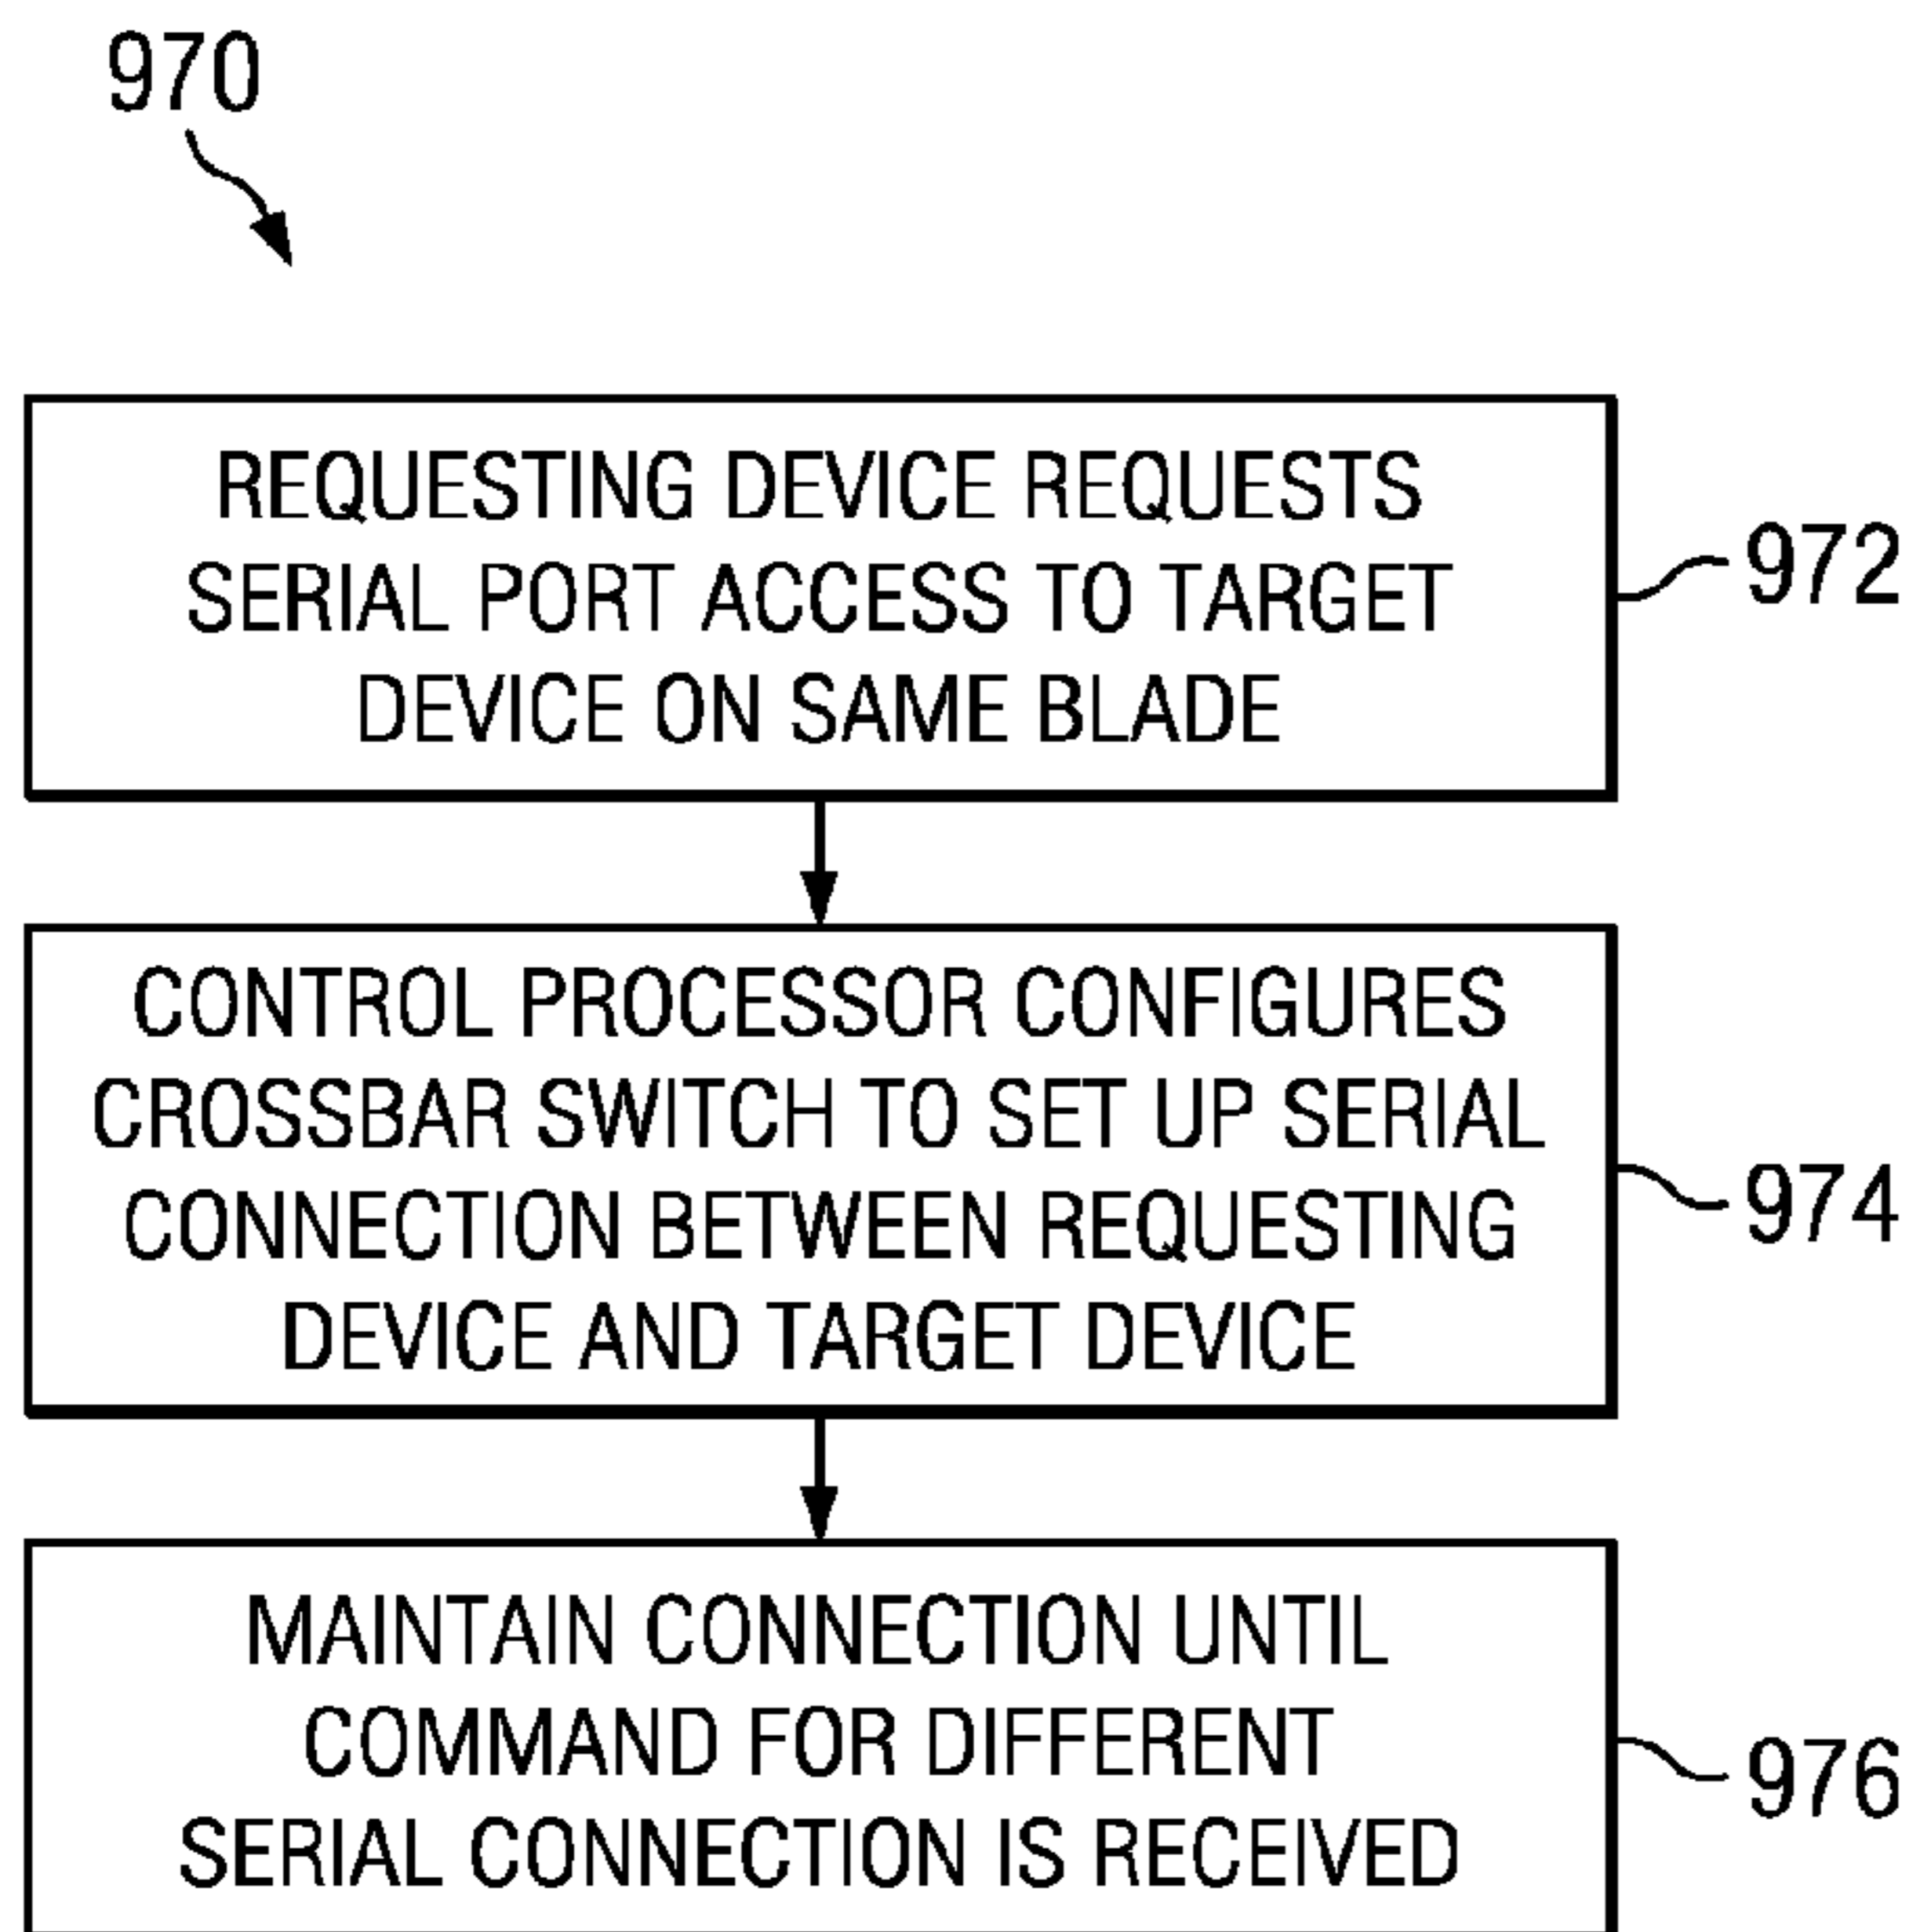 970
REQUESTING DEVICE REQUESTS
SERIAL PORT ACCESS TO TARGET
DEVICE ON SAME BLADE
972
CONTROL PROCESSOR CONFIGURES
CROSSBAR SWITCH TO SET UP SERIAL
CONNECTION BETWEEN REQUESTING
DEVICE AND TARGET DEVICE
974
MAINTAIN CONNECTION UNTIL
COMMAND FOR DIFFERENT
SERIAL CONNECTION IS RECEIVED
976